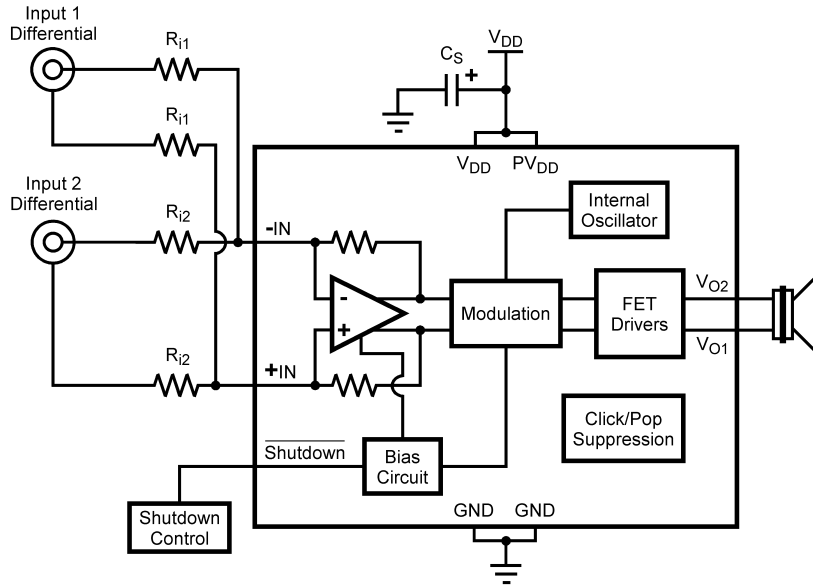 Input 1
Differential
R_i1
R_i1
Input 2
Differential
R_i2
R_i2
C_S
+
V_DD
V_DD
PV_DD
Internal
Oscillator
-IN
-
+
+IN
Modulation
FET
Drivers
V_O2
V_O1
Click/Pop
Suppression
Shutdown
Bias
Circuit
Shutdown
Control
GND
GND